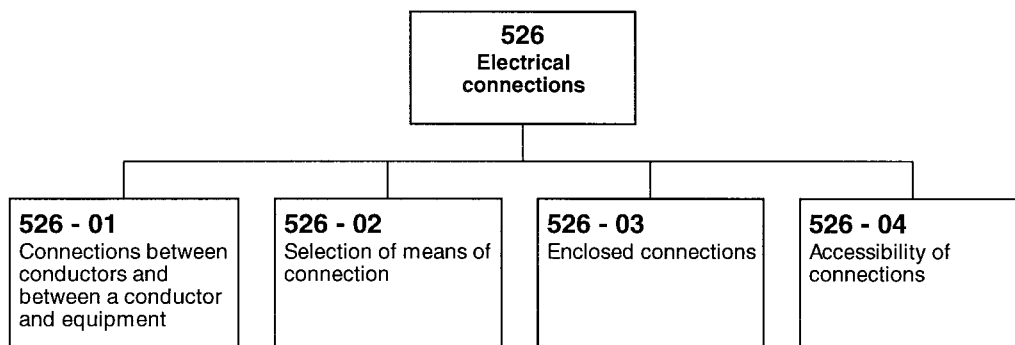 526
Electrical
connections
526 - 01
Connections between
conductors and
between a conductor
and equipment
526 - 02
Selection of means of
connection
526 - 03
Enclosed connections
526 - 04
Accessibility of
connections